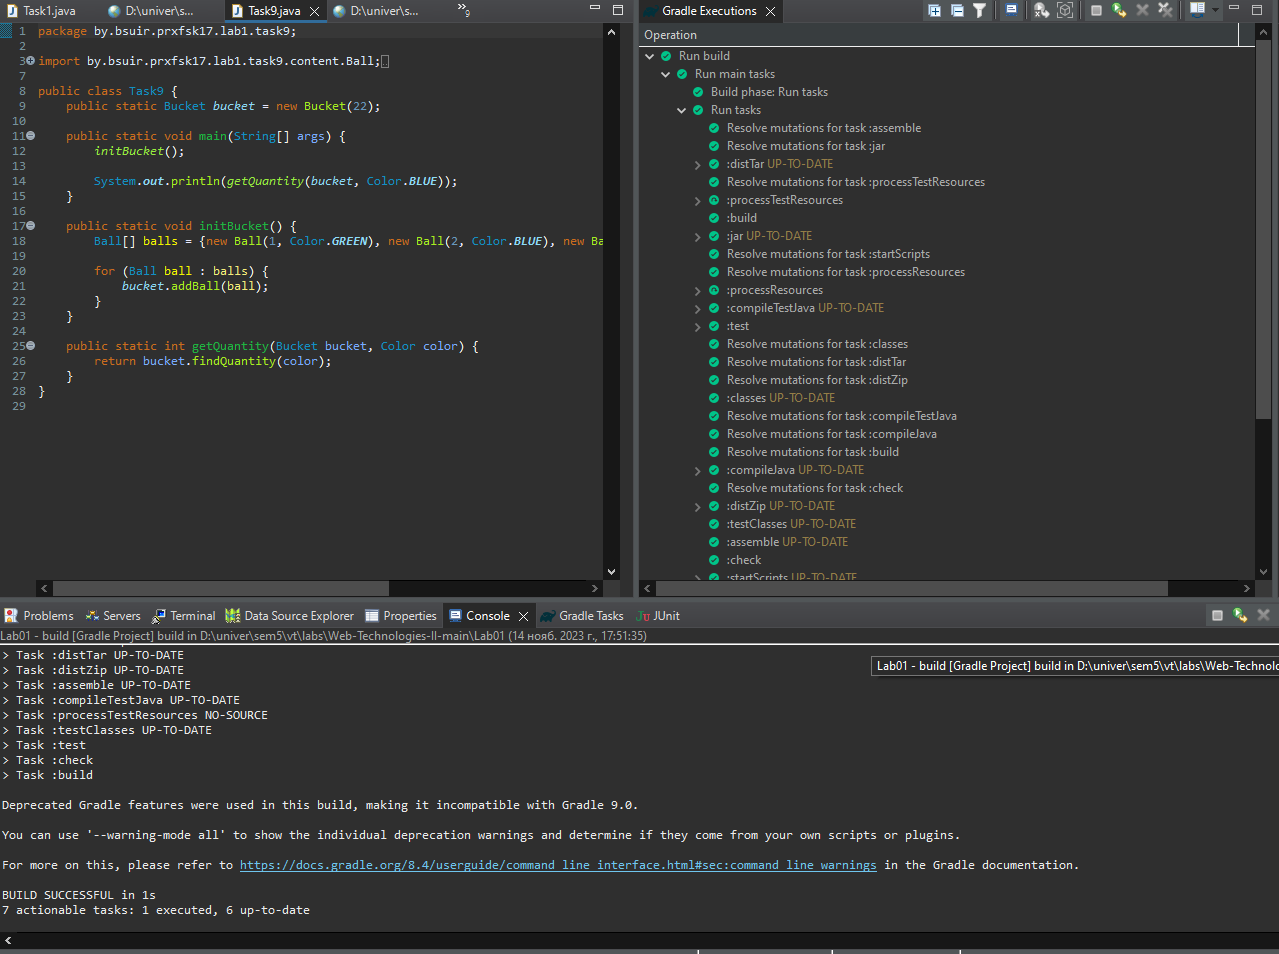 Task1.java D:\univer\s... Task9.java D:\univer\s... 9
1 package by.bsuir.prxfsk17.lab1.task9;
2
3 import by.bsuir.prxfsk17.lab1.task9.content.Ball;
7
8 public class Task9 {
9 public static Bucket bucket = new Bucket(22);
10
11 public static void main(String[] args) {
12 initBucket();
13
14 System.out.println(getQuantity(bucket, Color.BLUE));
15 }
16
17 public static void initBucket() {
18 Ball[] balls = {new Ball(1, Color.GREEN), new Ball(2, Color.BLUE), new Ba
19
20 for (Ball ball : balls) {
21 bucket.addBall(ball);
22 }
23 }
24
25 public static int getQuantity(Bucket bucket, Color color) {
26 return bucket.findQuantity(color);
27 }
28 }
29
Gradle Executions
Operation
Run build
Run main tasks
Build phase: Run tasks
Run tasks
Resolve mutations for task :assemble
Resolve mutations for task :jar
:distTar UP-TO-DATE
Resolve mutations for task :processTestResources
:processTestResources
:build
:jar UP-TO-DATE
Resolve mutations for task :startScripts
Resolve mutations for task :processResources
:processResources
:compileTestJava UP-TO-DATE
:test
Resolve mutations for task :classes
Resolve mutations for task :distTar
Resolve mutations for task :distZip
:classes UP-TO-DATE
Resolve mutations for task :compileTestJava
Resolve mutations for task :compileJava
Resolve mutations for task :build
:compileJava UP-TO-DATE
Resolve mutations for task :check
:distZip UP-TO-DATE
:testClasses UP-TO-DATE
:assemble UP-TO-DATE
:check
:startScripts UP-TO-DATE
Problems Servers Terminal Data Source Explorer Properties Console Gradle Tasks JUnit
Lab01 - build [Gradle Project] build in D:\univer\sem5\vt\labs\Web-Technologies-II-main\Lab01 (14 нояб. 2023 г., 17:51:35)
> Task :distTar UP-TO-DATE
Lab01 - build [Gradle Project] build in D:\univer\sem5\vt\labs\Web-Technolo
> Task :distZip UP-TO-DATE
> Task :assemble UP-TO-DATE
> Task :compileTestJava UP-TO-DATE
> Task :processTestResources NO-SOURCE
> Task :testClasses UP-TO-DATE
> Task :test
> Task :check
> Task :build
Deprecated Gradle features were used in this build, making it incompatible with Gradle 9.0.
You can use '--warning-mode all' to show the individual deprecation warnings and determine if they come from your own scripts or plugins.
For more on this, please refer to https://docs.gradle.org/8.4/userguide/command_line_interface.html#sec:command_line_warnings in the Gradle documentation.
BUILD SUCCESSFUL in 1s
7 actionable tasks: 1 executed, 6 up-to-date